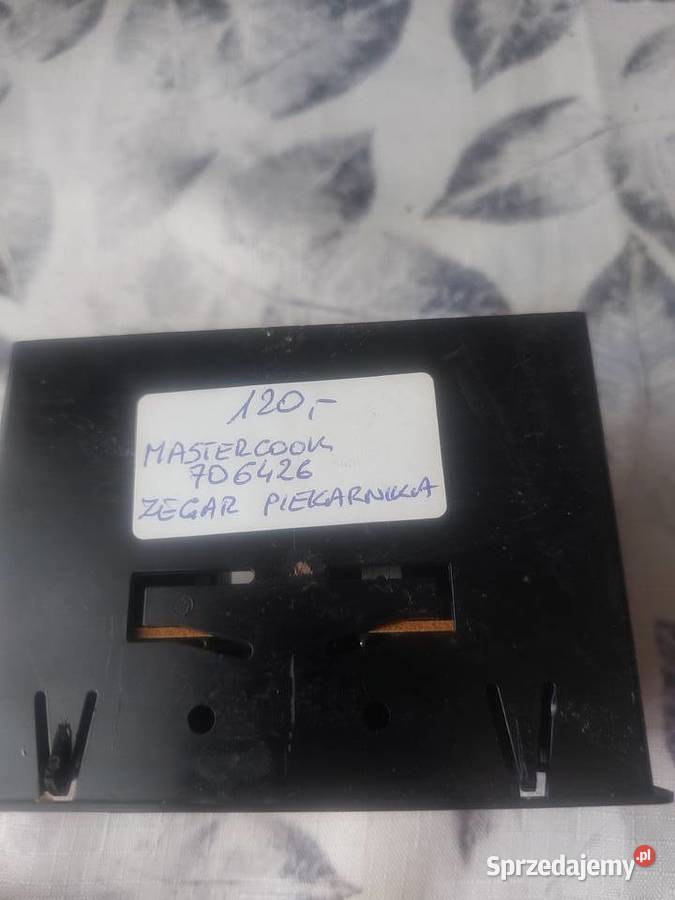 120,-
MASTERCOOK
706426
ZEGAR PIEKARNIKA
Sprzedajemy.pl